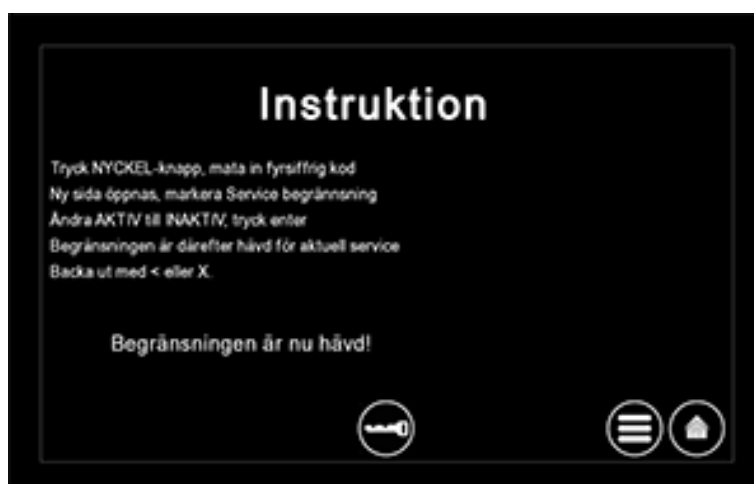 Instruktion
Tryck NYCKEL-knapp, mata in fyrsiffrig kod
Ny sida öppnas, markera Service begrännsning
Ändra AKTIV till INAKTIV, tryck enter
Begränsningen är därefter hävd för aktuell service
Backa ut med < eller X.
Begränsningen är nu hävd!